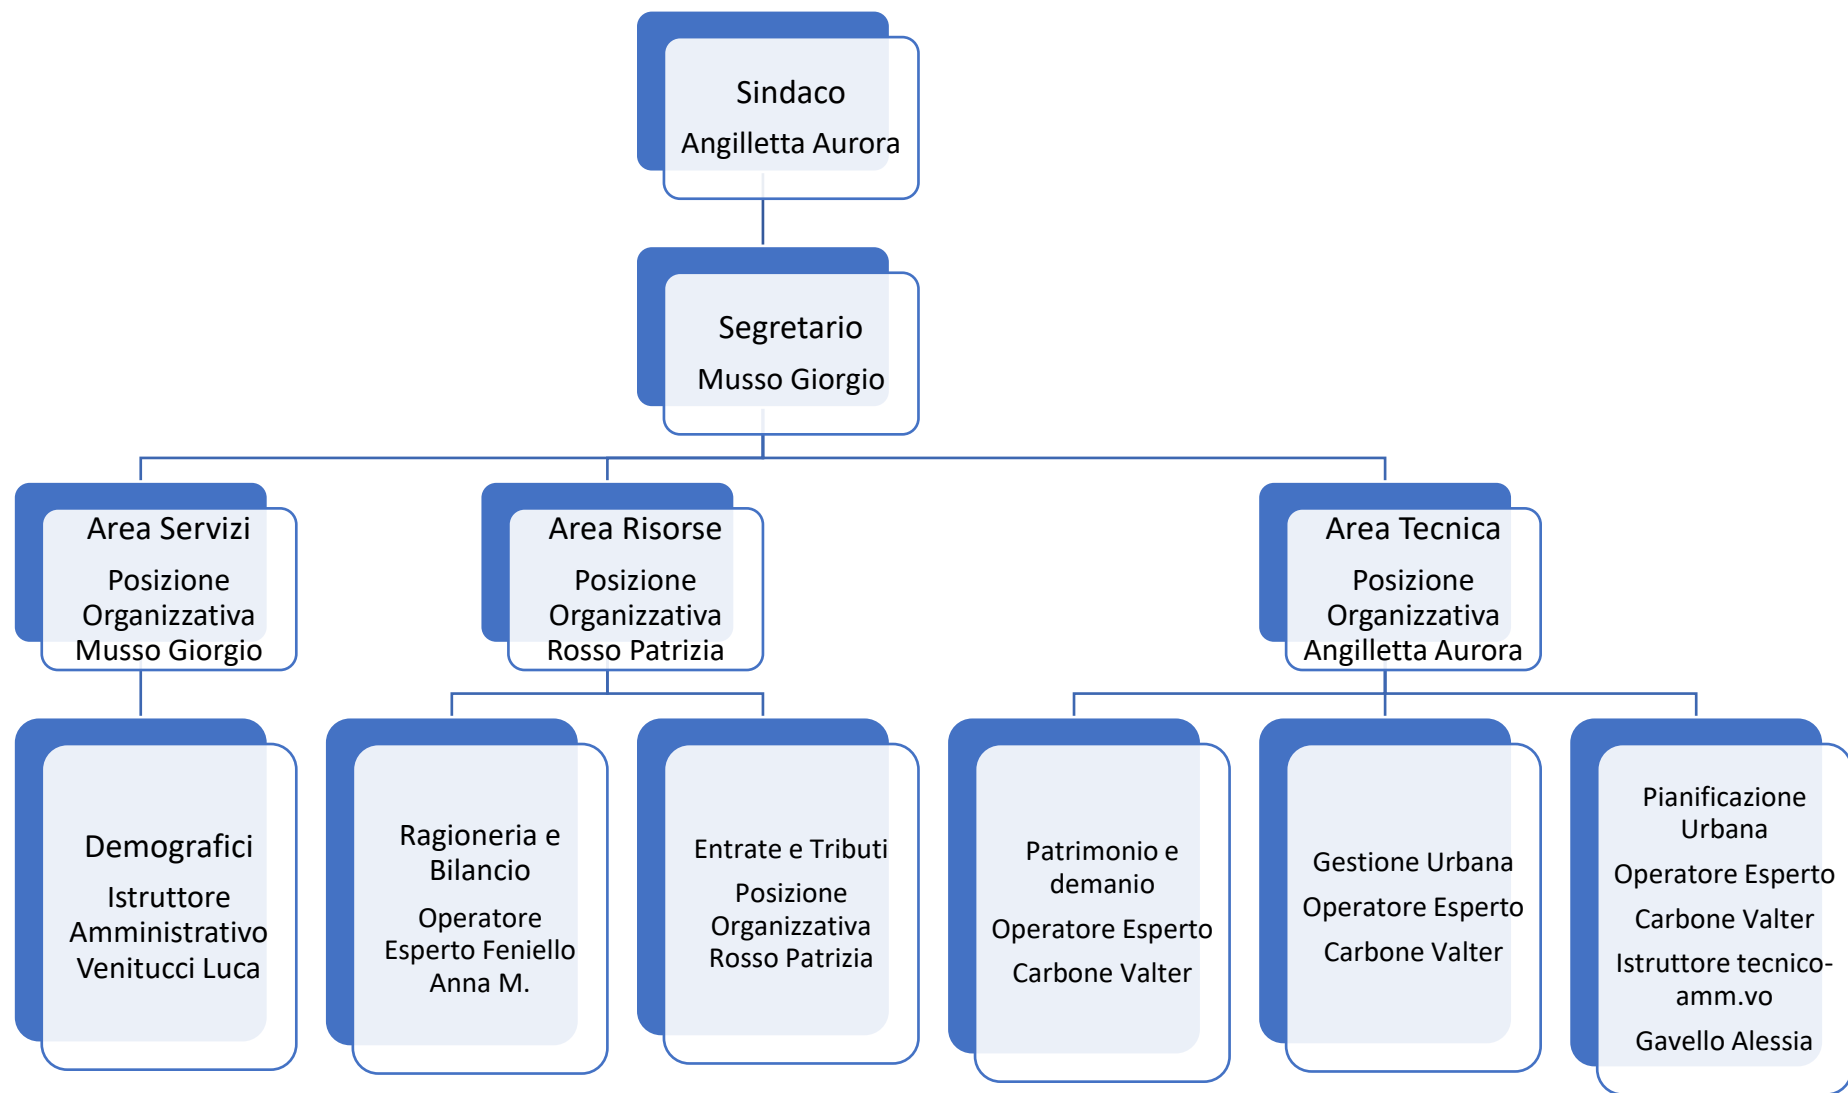 Sindaco
Angilletta Aurora
Segretario
Musso Giorgio
Area Servizi
Posizione
Organizzativa
Musso Giorgio
Area Risorse
Posizione
Organizzativa
Rosso Patrizia
Area Tecnica
Posizione
Organizzativa
Angilletta Aurora
Demografici
Istruttore
Amministrativo
Venitucci Luca
Ragioneria e
Bilancio
Operatore
Esperto Feniello
Anna M.
Entrate e Tributi
Posizione
Organizzativa
Rosso Patrizia
Patrimonio e
demanio
Operatore Esperto
Carbone Valter
Gestione Urbana
Operatore Esperto
Carbone Valter
Pianificazione
Urbana
Operatore Esperto
Carbone Valter
Istruttore tecnico-
amm.vo
Gavello Alessia